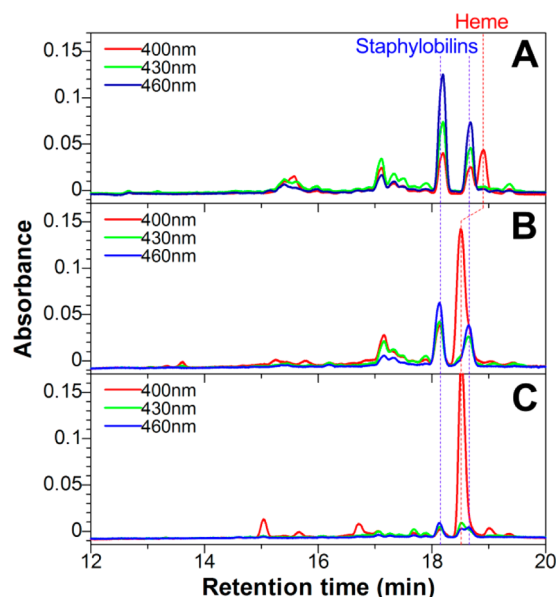 Heme
Staphylobilins
A
0.15
0.1
0.05
0
400nm
430nm
460nm
B
0.15
0.1
0.05
0
400nm
430nm
460nm
C
0.15
0.1
0.05
0
400nm
430nm
460nm
Absorbance
12 14 16 18 20
Retention time (min)